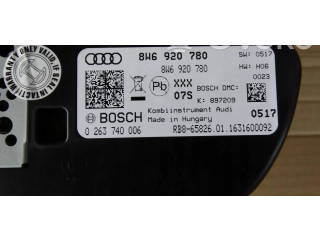 8W6 920 780
8W6 920 780
SW: 0517
HW: H06
0023
Pb
XXX
07S
BOSCH DMC:
K: 897209
BOSCH
0 263 740 006
Kombiinstrument Audi
Made in Hungary
0517
RB8-65826.01.1631600092